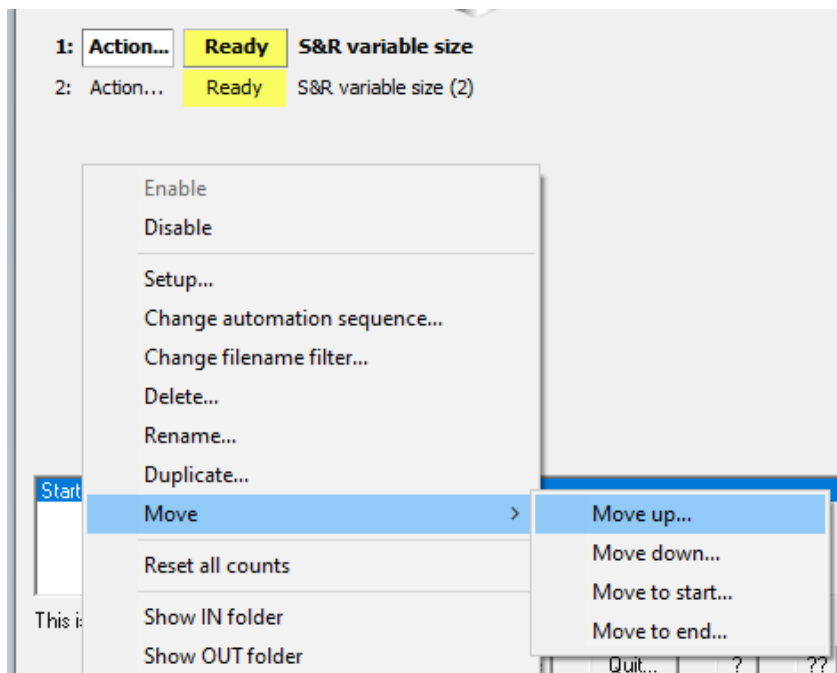 1: Action... Ready S&R variable size
2: Action... Ready S&R variable size (2)
Enable
Disable
Setup...
Change automation sequence...
Change filename filter...
Delete...
Rename...
Duplicate...
Start
Move > Move up...
Move down...
Reset all counts
Move to start...
This is
Show IN folder
Move to end...
Show OUT folder
Quit... ? ??